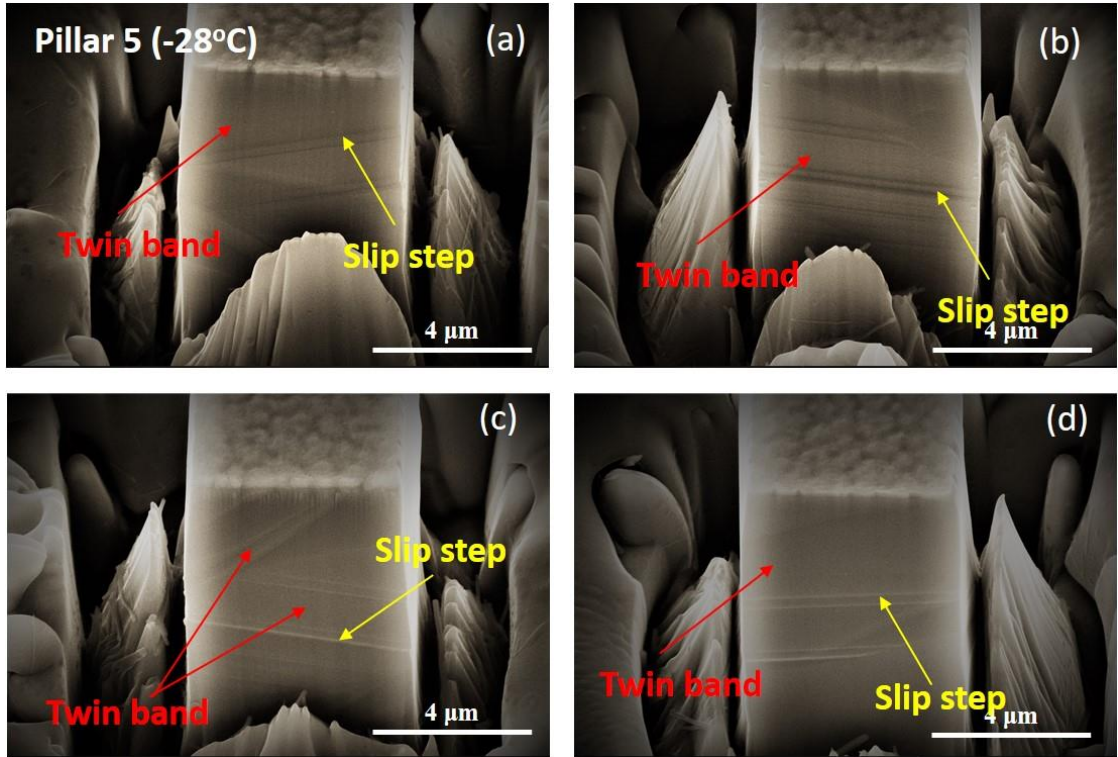 Pillar 5 (-28°C)
(a)
Twin band
Slip step
4 μm
(b)
Twin band
Slip step
4 μm
(c)
Slip step
Twin band
4 μm
(d)
Twin band
Slip step
4 μm